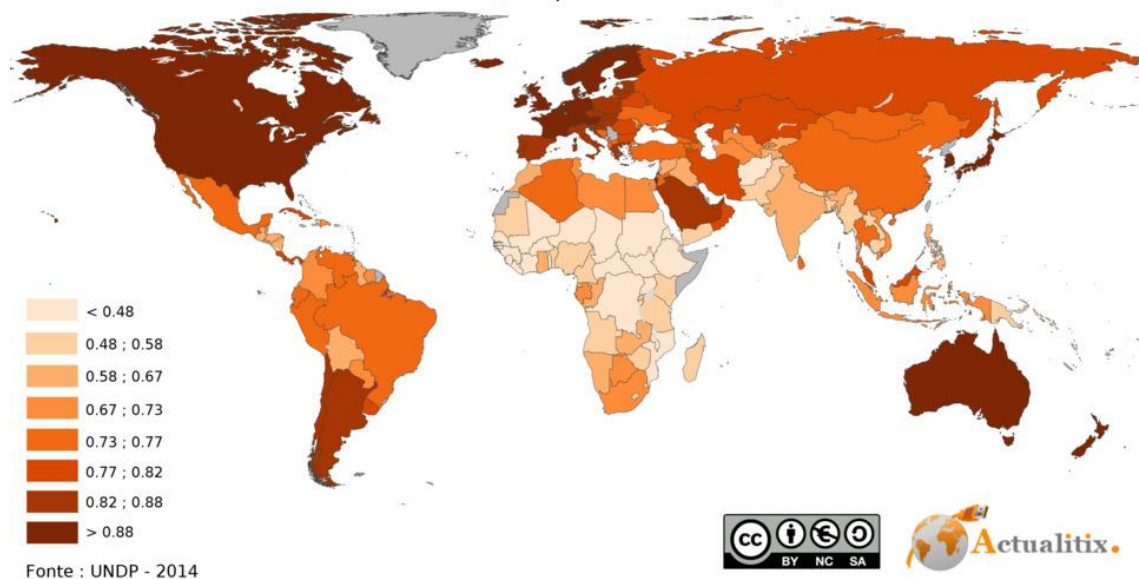 < 0.48
0.48 ; 0.58
0.58 ; 0.67
0.67 ; 0.73
0.73 ; 0.77
0.77 ; 0.82
0.82 ; 0.88
> 0.88
Fonte : UNDP - 2014
cc
BY NC SA
Actualitix.